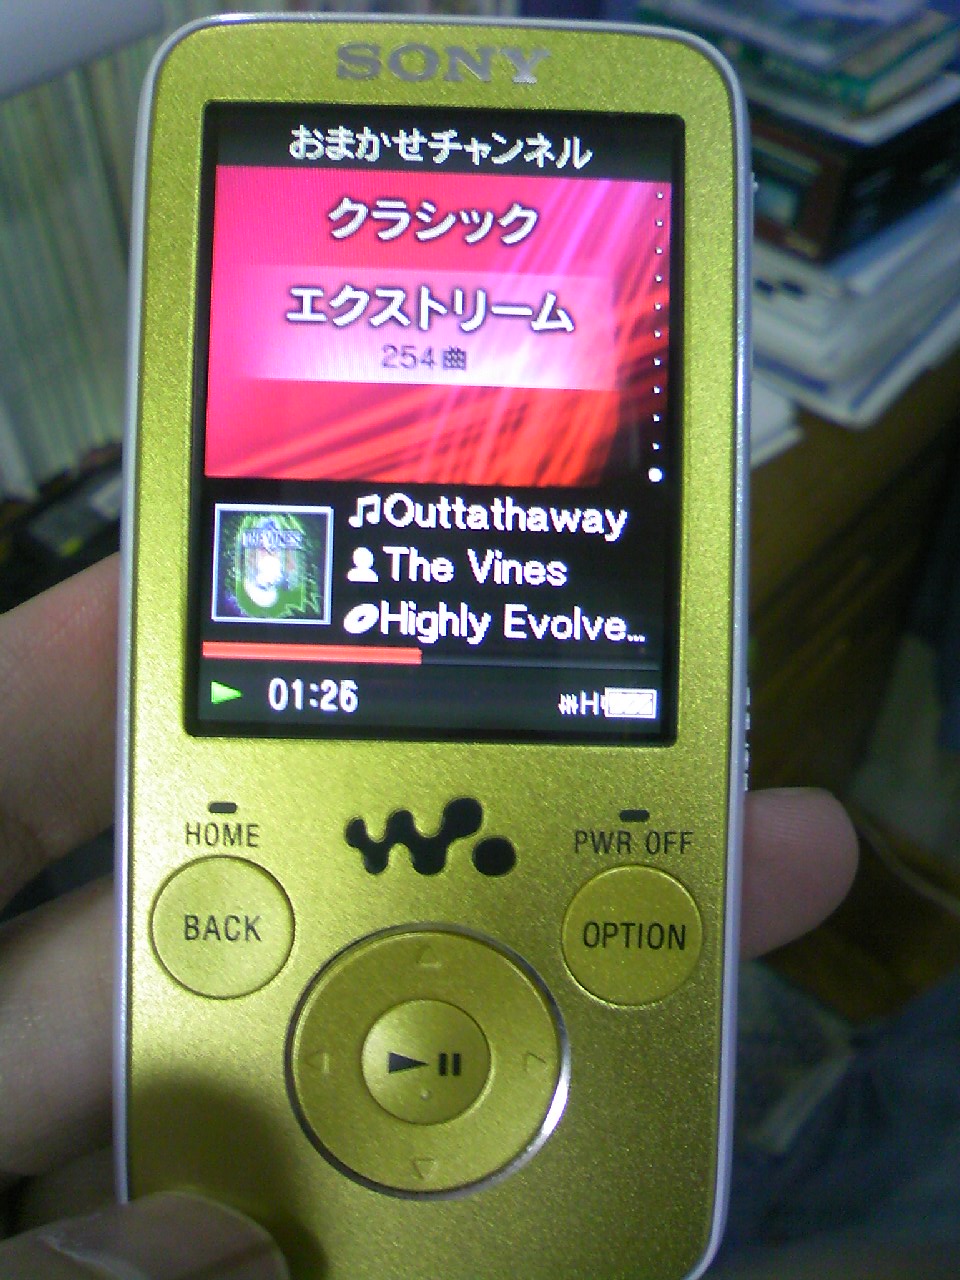 SONY
おまかせチャンネル
クラシック
エクストリーム
254曲
Outtathaway
THE VINES
The Vines
Highly Evolve...
01:26
H
HOME
PWR OFF
BACK
OPTION